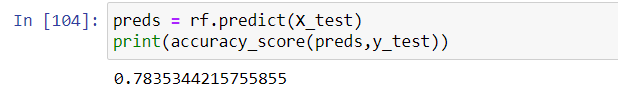 In [104]: preds = rf.predict(X_test)
print(accuracy_score(preds,y_test))
0.7835344215755855